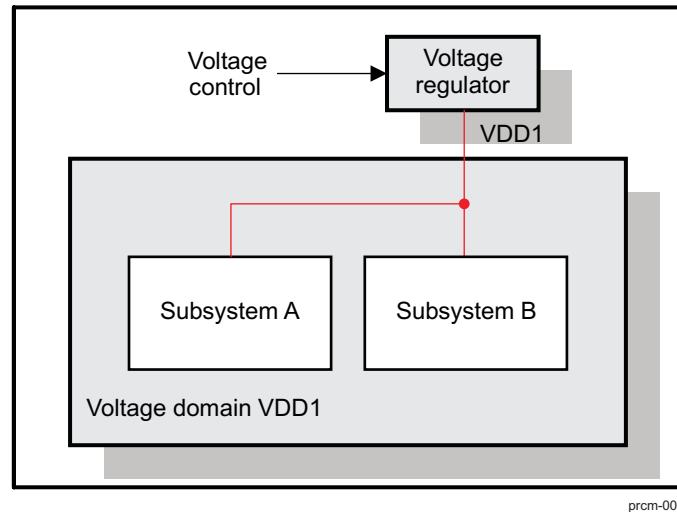 Voltage
control
Voltage
regulator
VDD1
Subsystem A
Subsystem B
Voltage domain VDD1
prcm-00